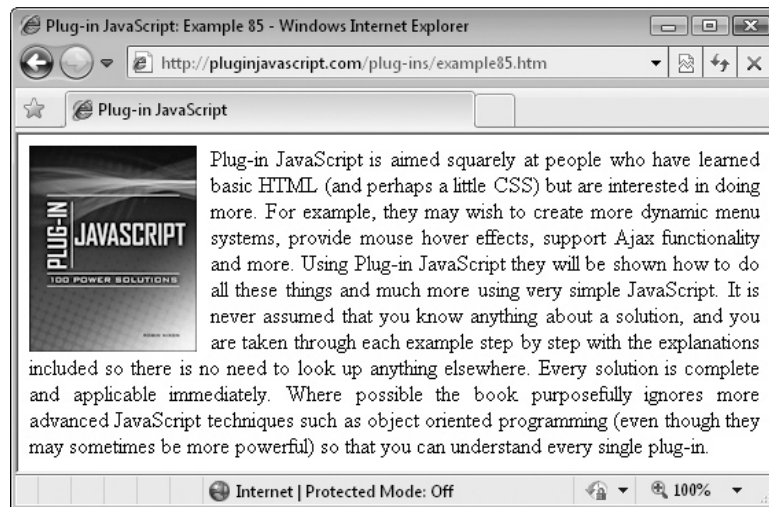 Plug-in JavaScript: Example 85 - Windows Internet Explorer
http://pluginjavascript.com/plug-ins/example85.htm
Plug-in JavaScript
PLUG-IN
JAVASCRIPT
100 POWER SOLUTIONS
ROBIN NIXON
Plug-in JavaScript is aimed squarely at people who have learned
basic HTML (and perhaps a little CSS) but are interested in doing
more. For example, they may wish to create more dynamic menu
systems, provide mouse hover effects, support Ajax functionality
and more. Using Plug-in JavaScript they will be shown how to do
all these things and much more using very simple JavaScript. It is
never assumed that you know anything about a solution, and you
are taken through each example step by step with the explanations
included so there is no need to look up anything elsewhere. Every solution is complete
and applicable immediately. Where possible the book purposefully ignores more
advanced JavaScript techniques such as object oriented programming (even though they
may sometimes be more powerful) so that you can understand every single plug-in.
Internet | Protected Mode: Off
100%